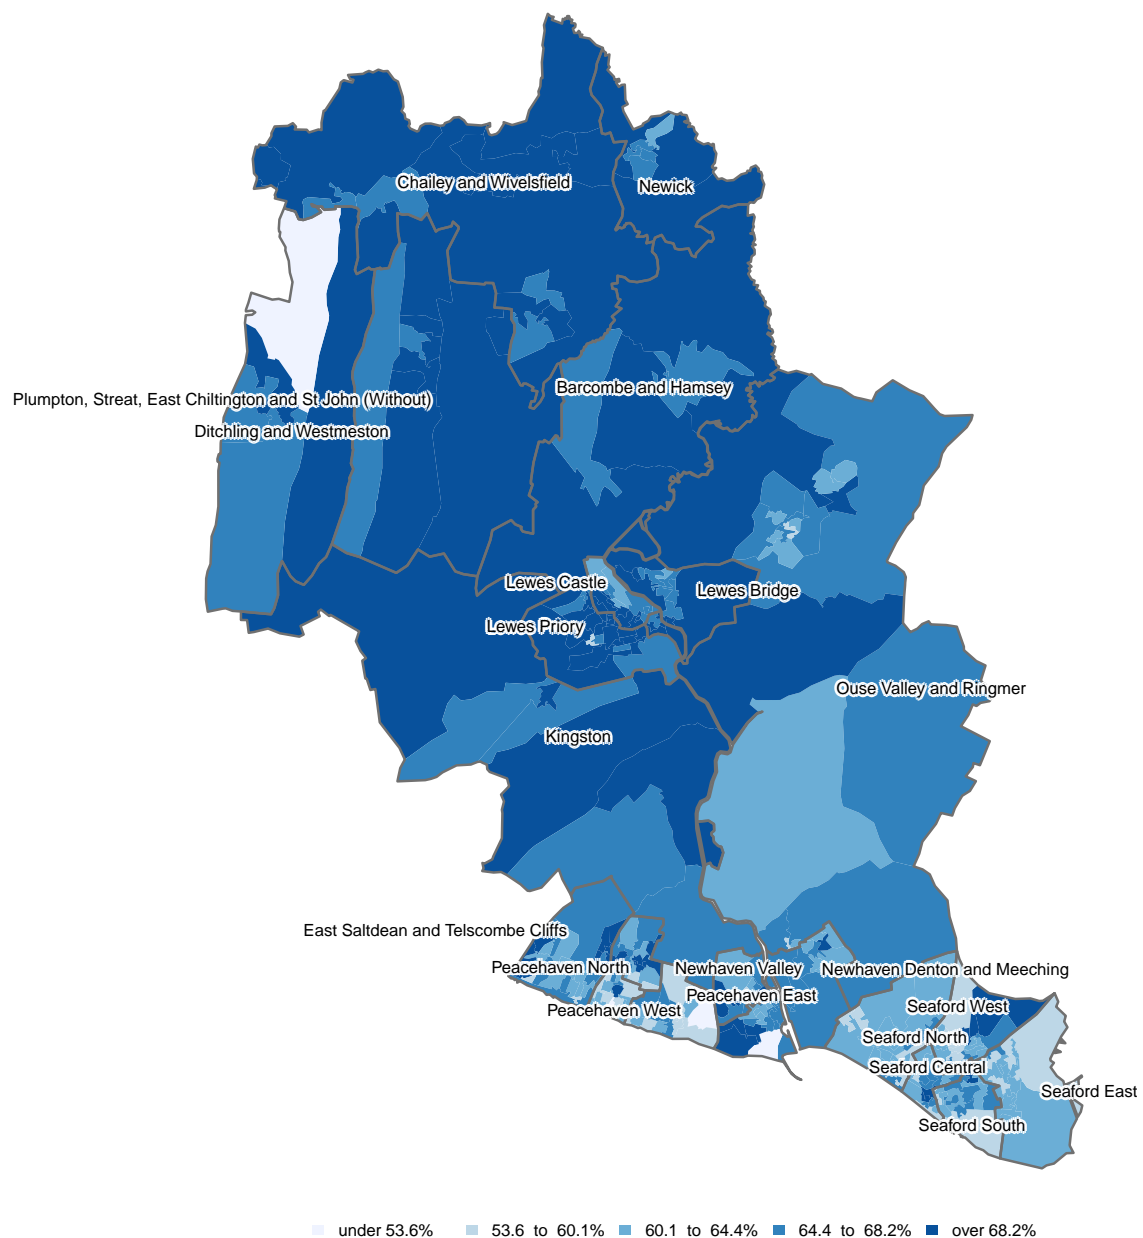 Chailey and Wivelsfield
Newick
Barcombe and Hamsey
Plumpton, Streat, East Chiltington and St John (Without)
Ditchling and Westmeston
Lewes Castle
Lewes Bridge
Lewes Priory
Ouse Valley and Ringmer
Kingston
East Saltdean and Telscombe Cliffs
Peacehaven North
Newhaven Valley
Newhaven Denton and Meeching
Peacehaven East
Peacehaven West
Seaford West
Seaford North
Seaford Central
Seaford East
Seaford South
under 53.6% 53.6 to 60.1% 60.1 to 64.4% 64.4 to 68.2% over 68.2%